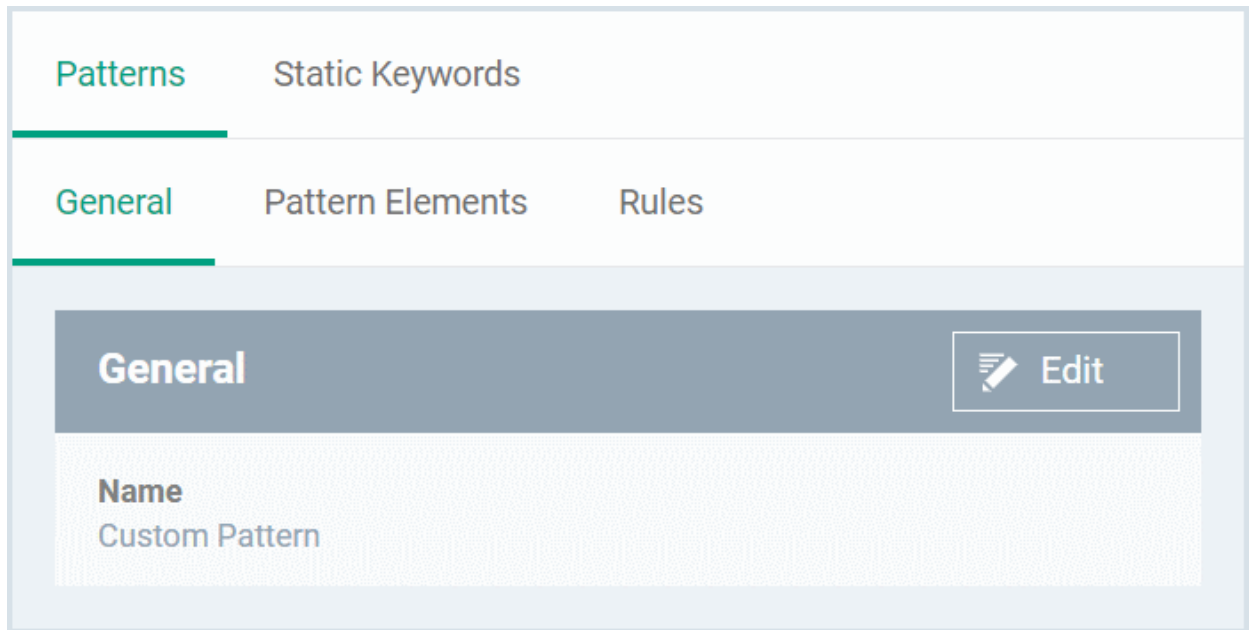 Patterns Static Keywords
General Pattern Elements Rules
General Edit
Name
Custom Pattern